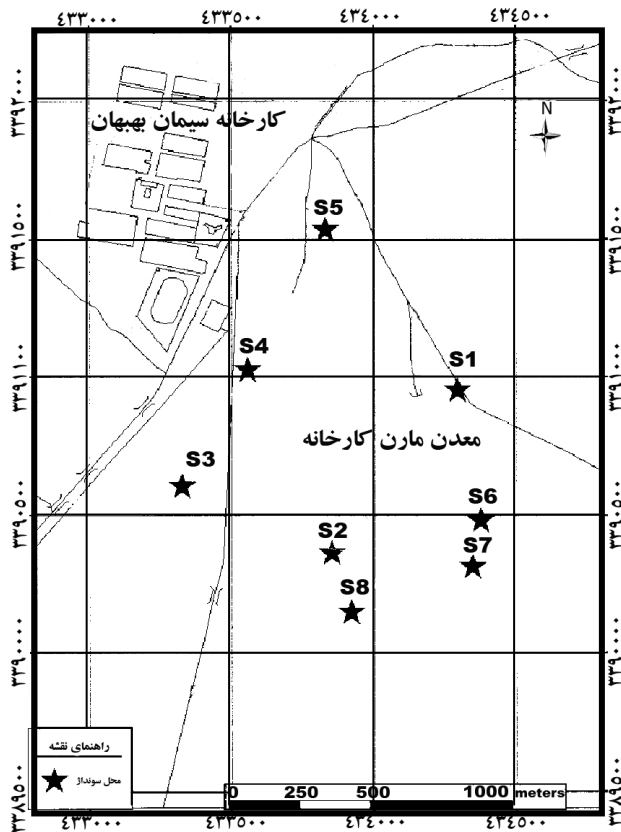 ۴۳۳۰۰۰ ۴۳۳۵۰۰ ۴۳۴۰۰۰ ۴۳۴۵۰۰
۳۳۹۲۰۰۰ ۳۳۹۲۰۰۰
کارخانه سیمان بهبهان
N
S5
۳۳۹۱۵۰۰ ۳۳۹۱۵۰۰
S4
S1
۳۳۹۱۱۰۰ ۳۳۹۱۰۰۰
معدن مارن کارخانه
S3
S6
۳۳۹۰۵۰۰ ۳۳۹۰۵۰۰
S2
S7
S8
۳۳۹۰۰۰۰ ۳۳۹۰۰۰۰
راهنمای نقشه
محل سونداژ
0 250 500 1000 meters
۳۳۸۹۵۰۰ ۳۳۸۹۵۰۰
۴۳۳۰۰۰ ۴۳۳۵۰۰ ۴۳۴۰۰۰ ۴۳۴۵۰۰